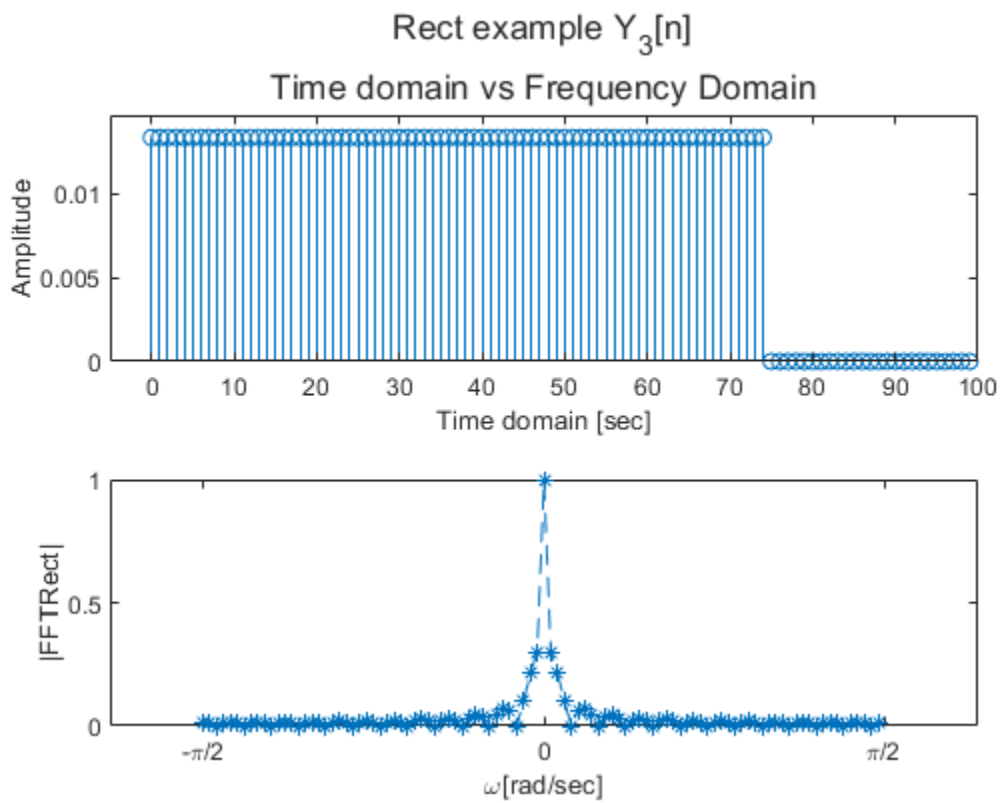 Rect example Y₃[n]
Time domain vs Frequency Domain
Amplitude
0.01
0.005
0
0 10 20 30 40 50 60 70 80 90 100
Time domain [sec]
|FFTRect|
1
0.5
0
-π/2 0 π/2
ω[rad/sec]